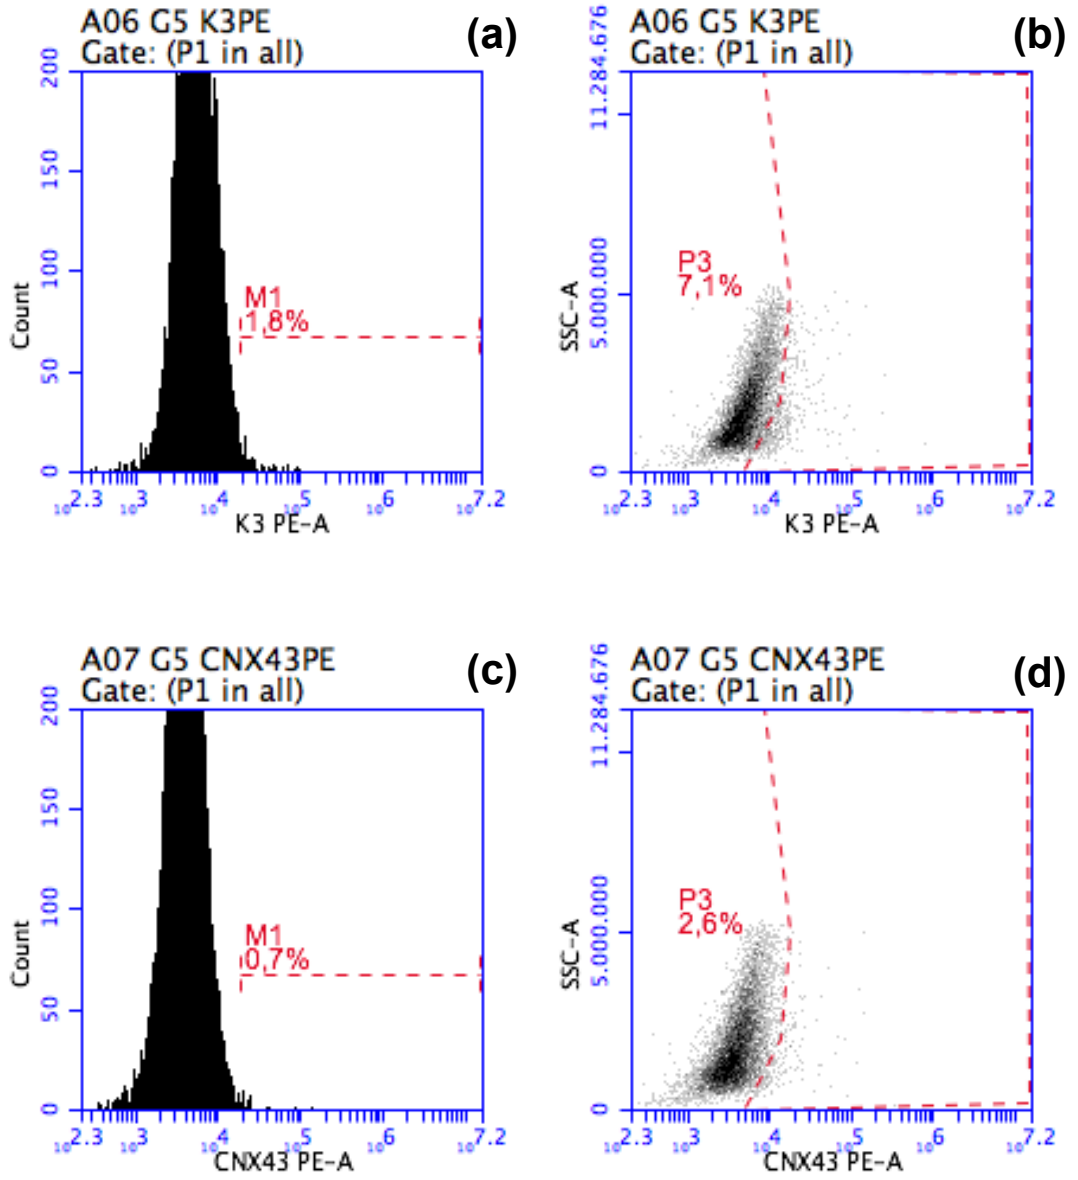 A06 G5 K3PE
Gate: (P1 in all)
(a)
200
150
100
50
0
Count
M1
1,8%
10^2.3 10^3 10^4 10^5 10^6 10^7.2
K3 PE-A
A06 G5 K3PE
Gate: (P1 in all)
(b)
11.284.676
5.000.000
0
SSC-A
P3
7,1%
10^2.3 10^3 10^4 10^5 10^6 10^7.2
K3 PE-A
A07 G5 CNX43PE
Gate: (P1 in all)
(c)
200
150
100
50
0
Count
M1
0,7%
10^2.3 10^3 10^4 10^5 10^6 10^7.2
CNX43 PE-A
A07 G5 CNX43PE
Gate: (P1 in all)
(d)
11.284.676
5.000.000
0
SSC-A
P3
2,6%
10^2.3 10^3 10^4 10^5 10^6 10^7.2
CNX43 PE-A